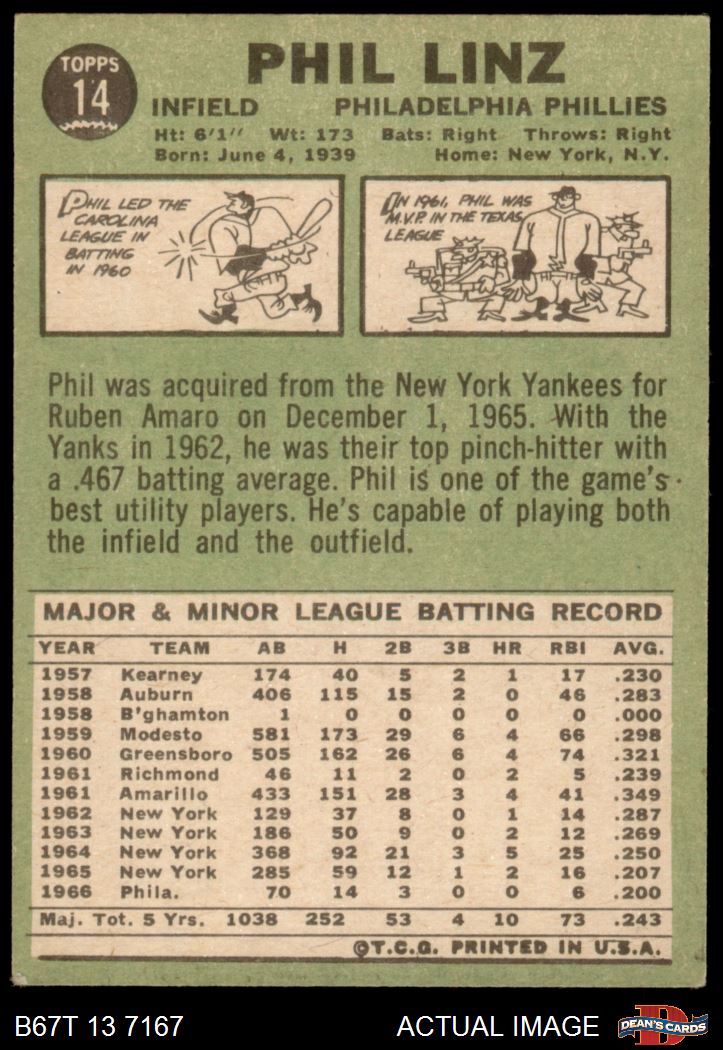 TOPPS
14
PHIL LINZ
INFIELD PHILADELPHIA PHILLIES
Ht: 6'1" Wt: 173 Bats: Right Throws: Right
Born: June 4, 1939 Home: New York, N.Y.
PHIL LED THE
CAROLINA
LEAGUE IN
BATTING
IN 1960
IN 1961, PHIL WAS
M.V.P. IN THE TEXAS
LEAGUE
Phil was acquired from the New York Yankees for
Ruben Amaro on December 1, 1965. With the
Yanks in 1962, he was their top pinch-hitter with
a .467 batting average. Phil is one of the game's
best utility players. He's capable of playing both
the infield and the outfield.
MAJOR & MINOR LEAGUE BATTING RECORD
YEAR TEAM AB H 2B 3B HR RBI AVG.
1957 Kearney 174 40 5 2 1 17 .230
1958 Auburn 406 115 15 2 0 46 .283
1958 B'ghamton 1 0 0 0 0 0 .000
1959 Modesto 581 173 29 6 4 66 .298
1960 Greensboro 505 162 26 6 4 74 .321
1961 Richmond 46 11 2 0 2 5 .239
1961 Amarillo 433 151 28 3 4 41 .349
1962 New York 129 37 8 0 1 14 .287
1963 New York 186 50 9 0 2 12 .269
1964 New York 368 92 21 3 5 25 .250
1965 New York 285 59 12 1 2 16 .207
1966 Phila. 70 14 3 0 0 6 .200
Maj. Tot. 5 Yrs. 1038 252 53 4 10 73 .243
©T.C.G. PRINTED IN U.S.A.
B67T 13 7167 ACTUAL IMAGE DEAN'S CARDS